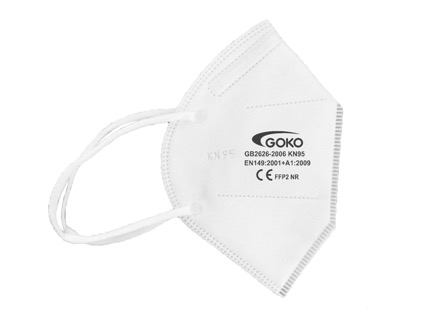 GOKO
GB2626-2006 KN95
EN149:2001+A1:2009
CE FFP2 NR
KN95